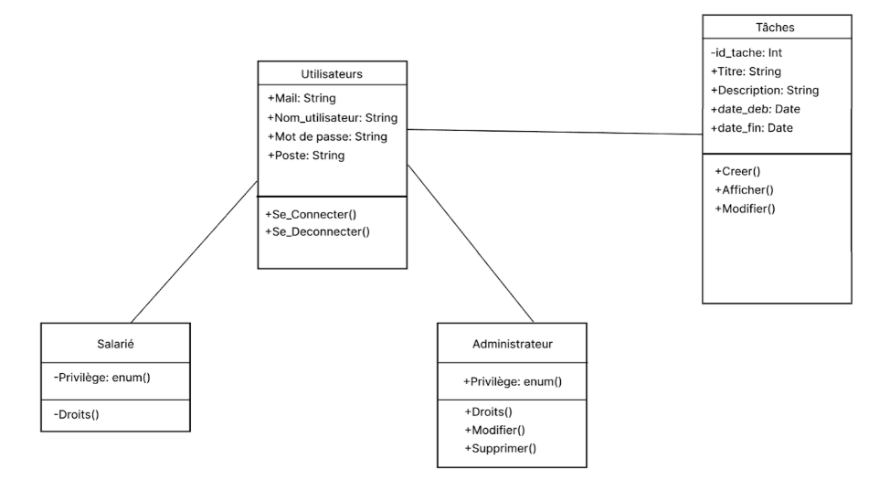 Tâches
-id_tache: Int
+Titre: String
+Description: String
+date_deb: Date
+date_fin: Date
+Creer()
+Afficher()
+Modifier()
Utilisateurs
+Mail: String
+Nom_utilisateur: String
+Mot de passe: String
+Poste: String
+Se_Connecter()
+Se_Deconnecter()
Salarié
-Privilège: enum()
-Droits()
Administrateur
+Privilège: enum()
+Droits()
+Modifier()
+Supprimer()